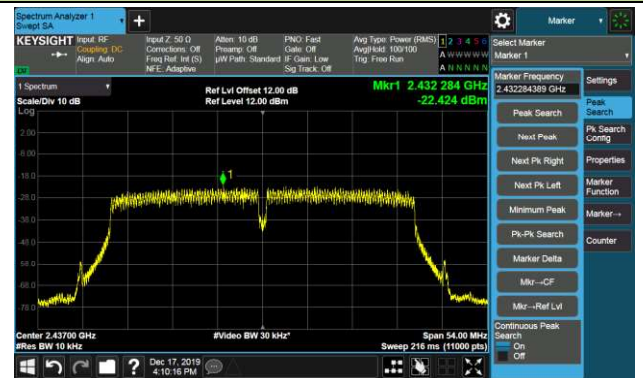 Spectrum Analyzer 1
Swept SA
+
Marker
KEYSIGHT
Input: RF
Coupling: DC
Align: Auto
Input Z: 50 Ω
Corrections: Off
Freq Ref: Int (S)
NFE: Adaptive
Atten: 10 dB
Preamp: Off
µW Path: Standard
PNO: Fast
Gate: Off
IF Gain: Low
Sig Track: Off
Avg Type: Power (RMS)
Avg|Hold: 100/100
Trig: Free Run
1 2 3 4 5 6
A W W W W W
A N N N N N
LXI
Select Marker
Marker 1
1 Spectrum
Scale/Div 10 dB
Log
Ref Lvl Offset 12.00 dB
Ref Level 12.00 dBm
Mkr1 2.432 284 GHz
-22.424 dBm
1
2.00
-8.00
-18.0
-28.0
-38.0
-48.0
-58.0
-68.0
-78.0
Center 2.43700 GHz
#Res BW 10 kHz
#Video BW 30 kHz*
Span 54.00 MHz
Sweep 216 ms (11000 pts)
Marker Frequency
2.432284389 GHz
Peak Search
Next Peak
Next Pk Right
Next Pk Left
Minimum Peak
Pk-Pk Search
Marker Delta
Mkr→CF
Mkr→Ref Lvl
Continuous Peak
Search
On
Off
Settings
Peak
Search
Pk Search
Config
Properties
Marker
Function
Marker→
Counter
?
Dec 17, 2019
4:10:16 PM